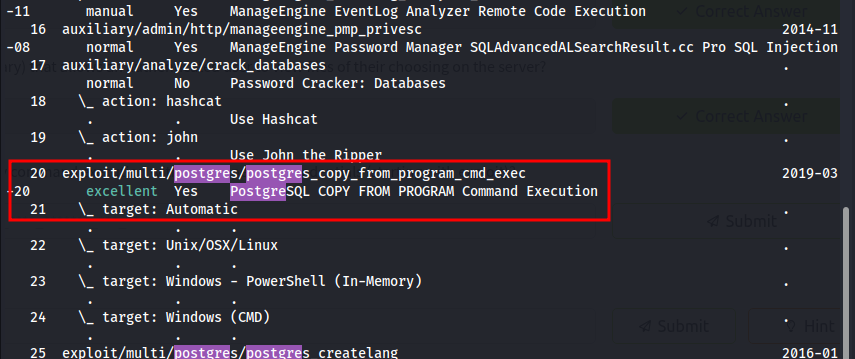 -11 manual Yes ManageEngine EventLog Analyzer Remote Code Execution
Correct Answer
16 auxiliary/admin/http/manageengine_pmp_privesc 2014-11
-08 normal Yes ManageEngine Password Manager SQLAdvancedALSearchResult.cc Pro SQL Injection
17 auxiliary/analyze/crack_databases .
of their choosing on the server?
normal No Password Cracker: Databases
18 \_ action: hashcat .
. . Use Hashcat
Correct Answer
19 \_ action: john .
. . Use John the Ripper
20 exploit/multi/postgres/postgres_copy_from_program_cmd_exec 2019-03
-20 excellent Yes PostgreSQL COPY FROM PROGRAM Command Execution
21 \_ target: Automatic .
. . .
Submit
22 \_ target: Unix/OSX/Linux .
. . .
23 \_ target: Windows - PowerShell (In-Memory) .
. . .
24 \_ target: Windows (CMD) .
. . .
Submit Hint
25 exploit/multi/postgres/postgres_createlang 2016-01